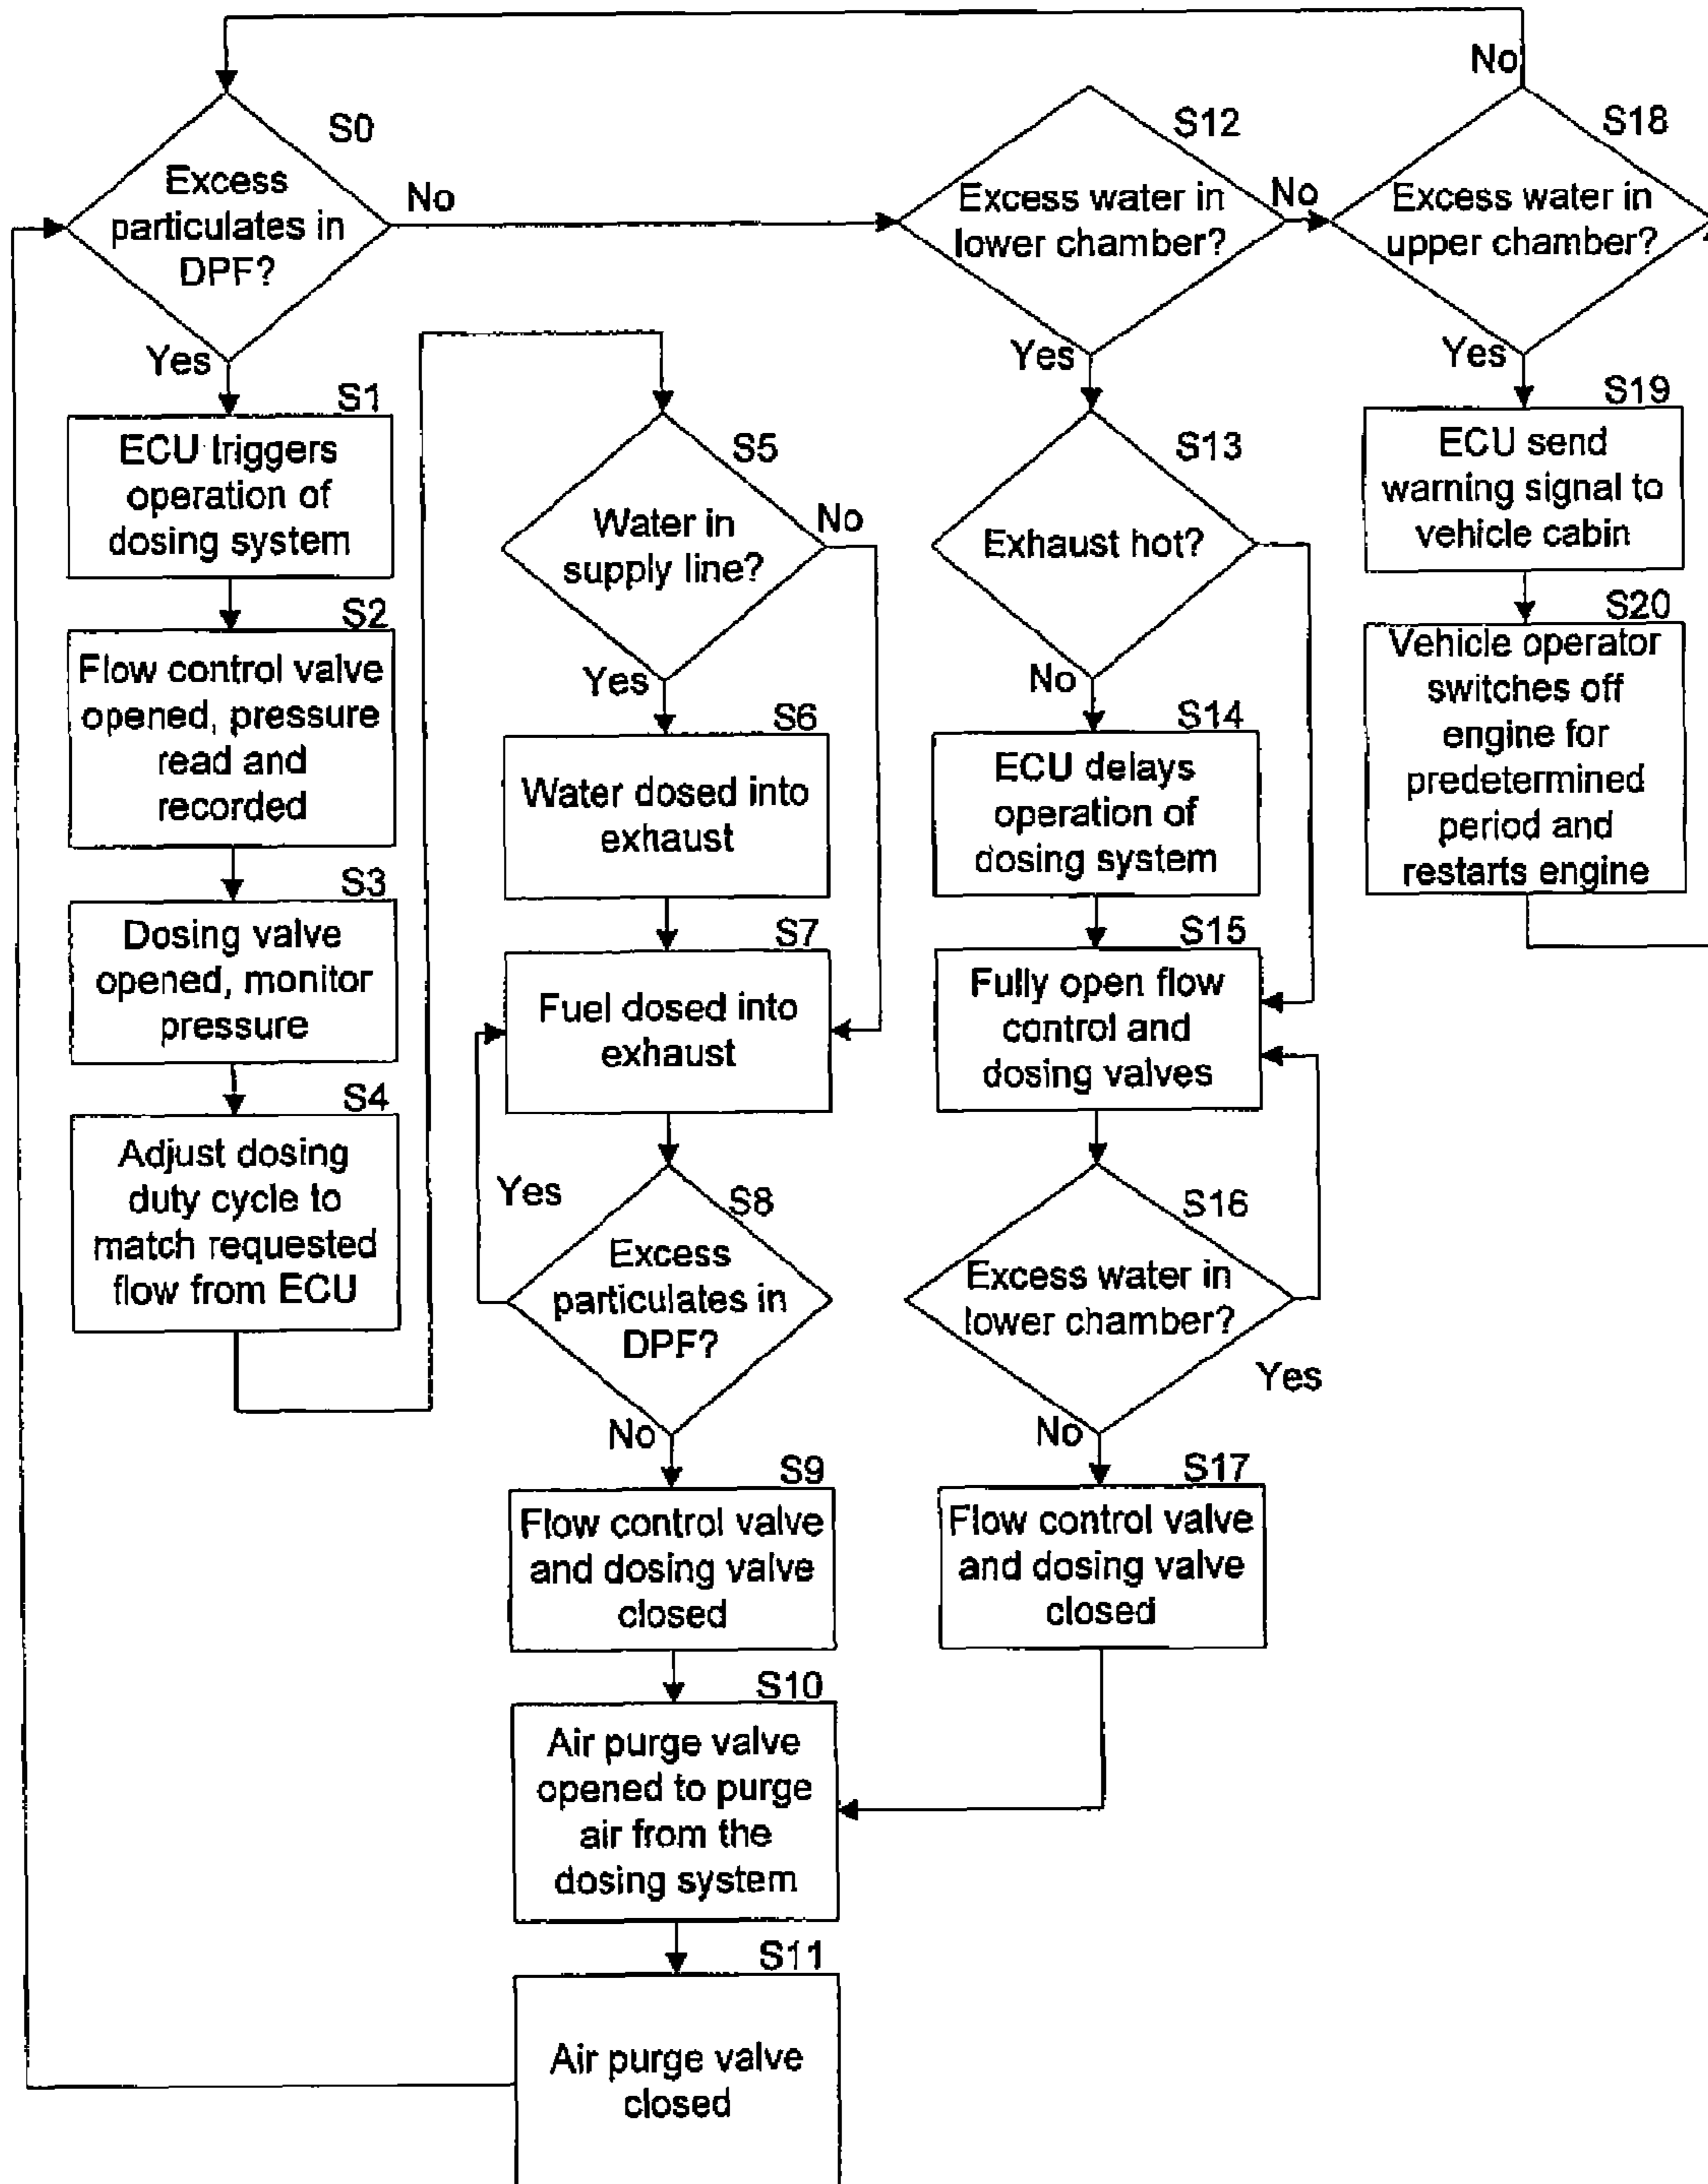 S0
Excess
particulates in
DPF?
No
Yes
S1
ECU triggers
operation of
dosing system
S2
Flow control valve
opened, pressure
read and
recorded
S3
Dosing valve
opened, monitor
pressure
S4
Adjust dosing
duty cycle to
match requested
flow from ECU
S5
Water in
supply line?
No
Yes
S6
Water dosed into
exhaust
S7
Fuel dosed into
exhaust
Yes
S8
Excess
particulates in
DPF?
No
S9
Flow control valve
and dosing valve
closed
S10
Air purge valve
opened to purge
air from the
dosing system
S11
Air purge valve
closed
S12
Excess water in
lower chamber?
No
Yes
S13
Exhaust hot?
No
S14
ECU delays
operation of
dosing system
S15
Fully open flow
control and
dosing valves
S16
Excess water in
lower chamber?
Yes
No
S17
Flow control valve
and dosing valve
closed
No
S18
Excess water in
upper chamber?
Yes
S19
ECU send
warning signal to
vehicle cabin
S20
Vehicle operator
switches off
engine for
predetermined
period and
restarts engine